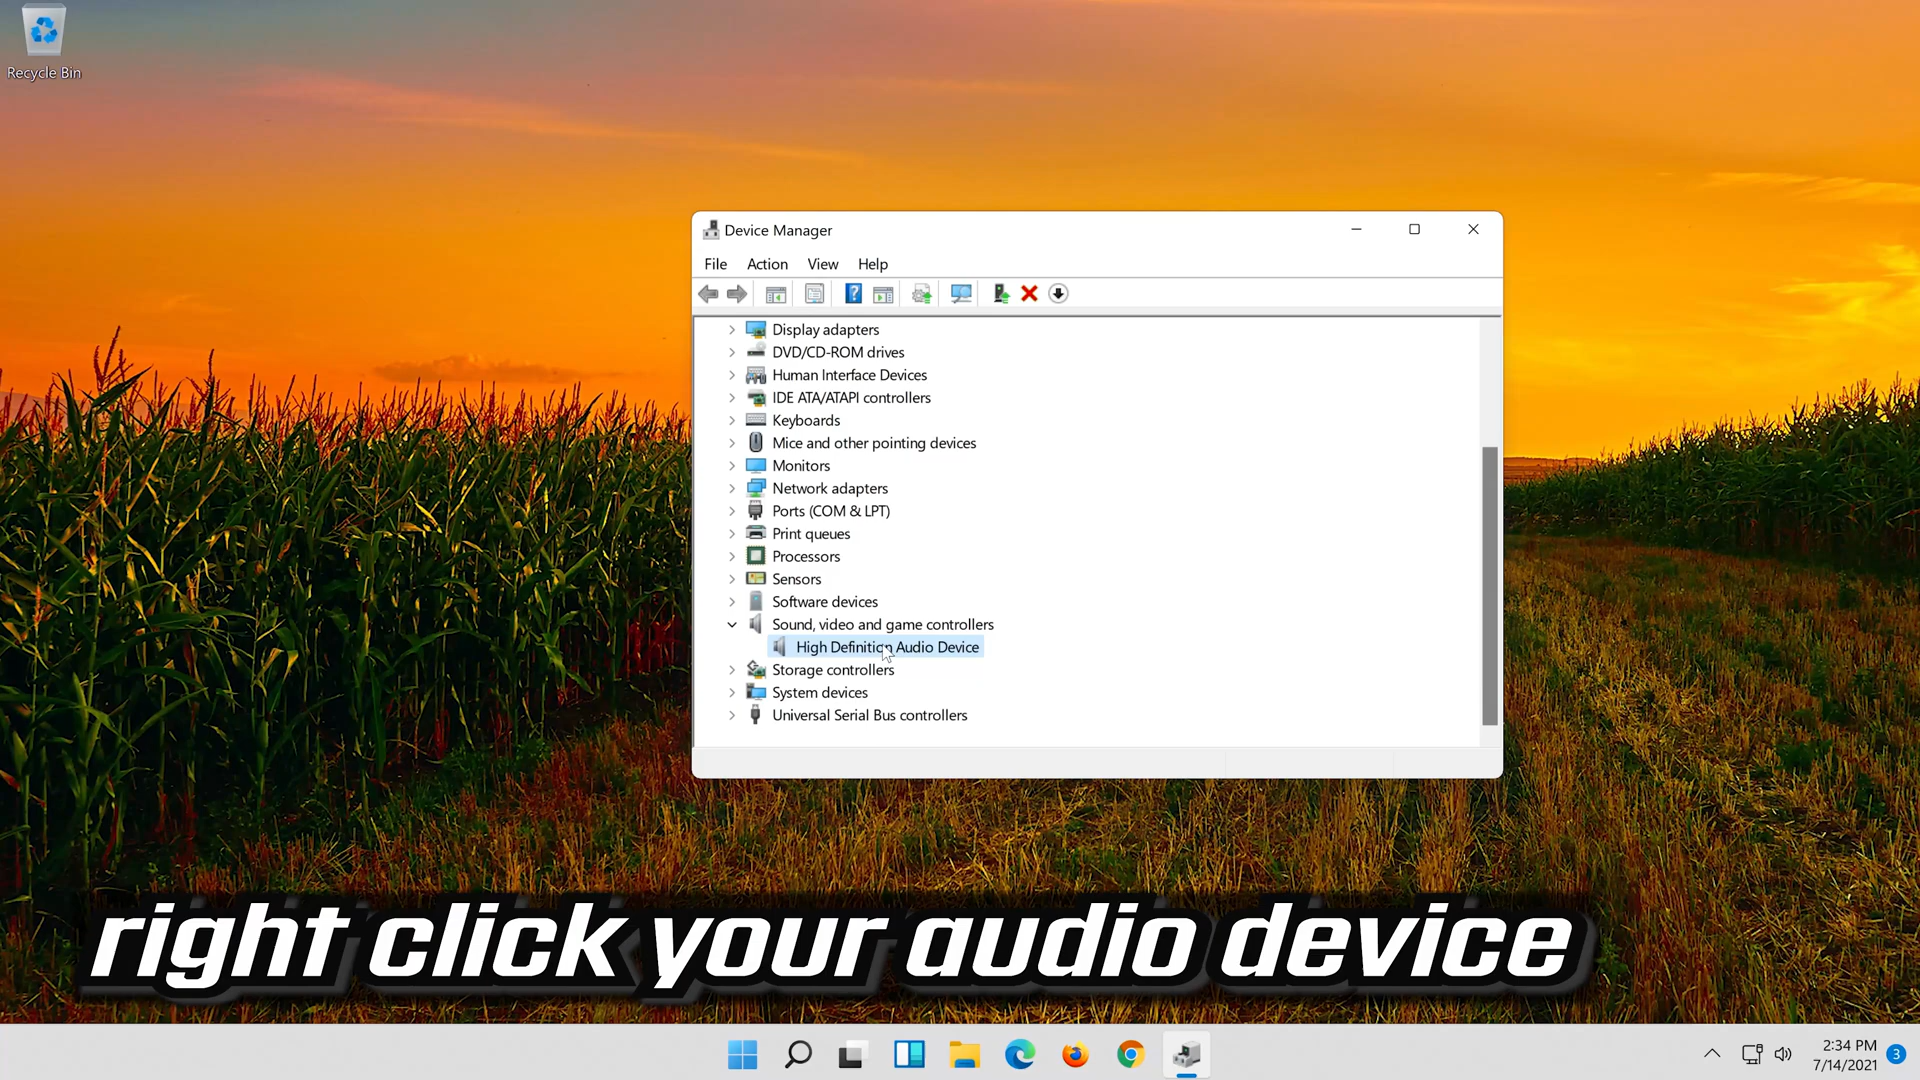 Recycle Bin
Device Manager
File Action View Help
Display adapters
DVD/CD-ROM drives
Human Interface Devices
IDE ATA/ATAPI controllers
Keyboards
Mice and other pointing devices
Monitors
Network adapters
Ports (COM & LPT)
Print queues
Processors
Sensors
Software devices
Sound, video and game controllers
High Definition Audio Device
Storage controllers
System devices
Universal Serial Bus controllers
right click your audio device
2:34 PM
7/14/2021
3